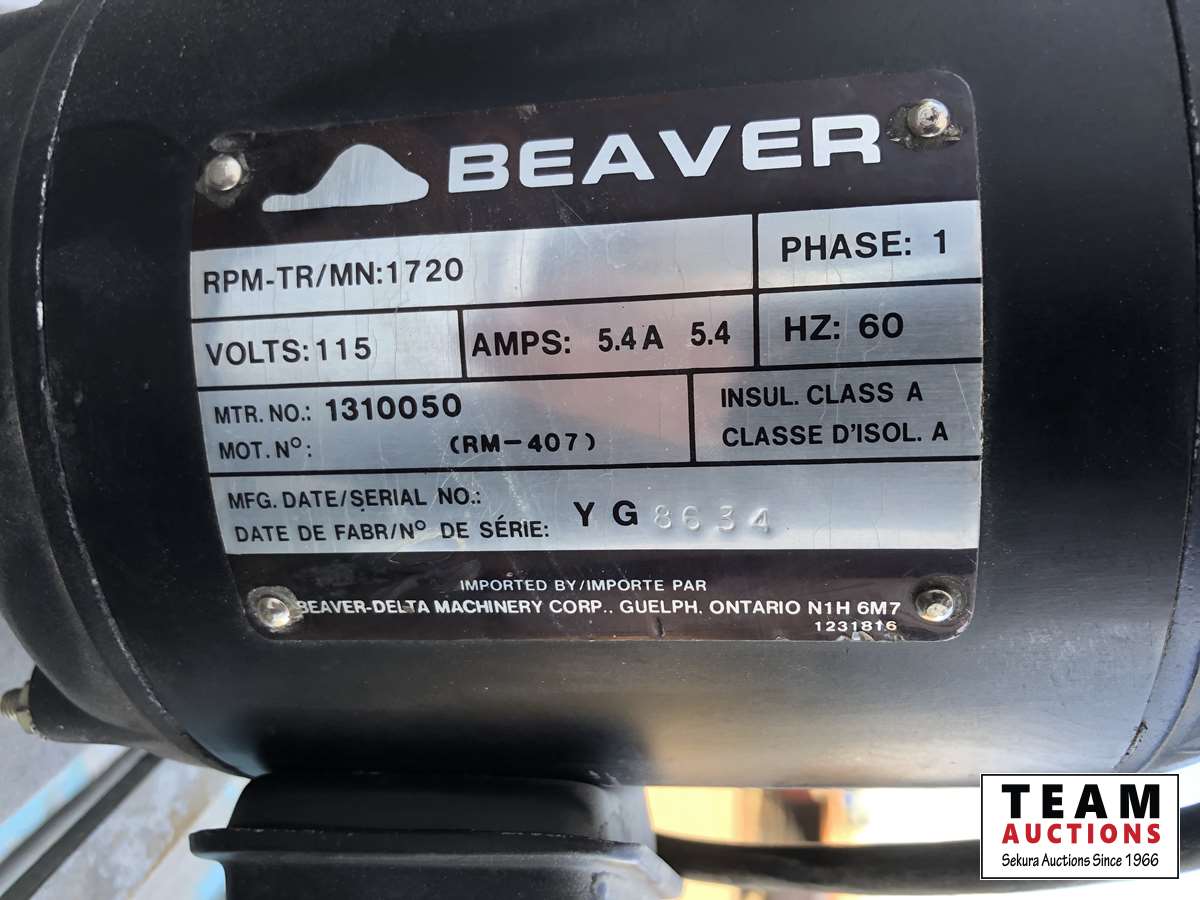 BEAVER
RPM-TR/MN:1720
PHASE: 1
VOLTS:115
AMPS: 5.4A 5.4
HZ: 60
MTR. NO.: 1310050
MOT. Nº: (RM-407)
INSUL. CLASS A
CLASSE D'ISOL. A
MFG. DATE/SERIAL NO.:
DATE DE FABR/Nº DE SÉRIE: YG8634
IMPORTED BY/IMPORTE PAR
BEAVER-DELTA MACHINERY CORP., GUELPH, ONTARIO N1H 6M7
1231816
TEAM
AUCTIONS
Sekura Auctions Since 1966